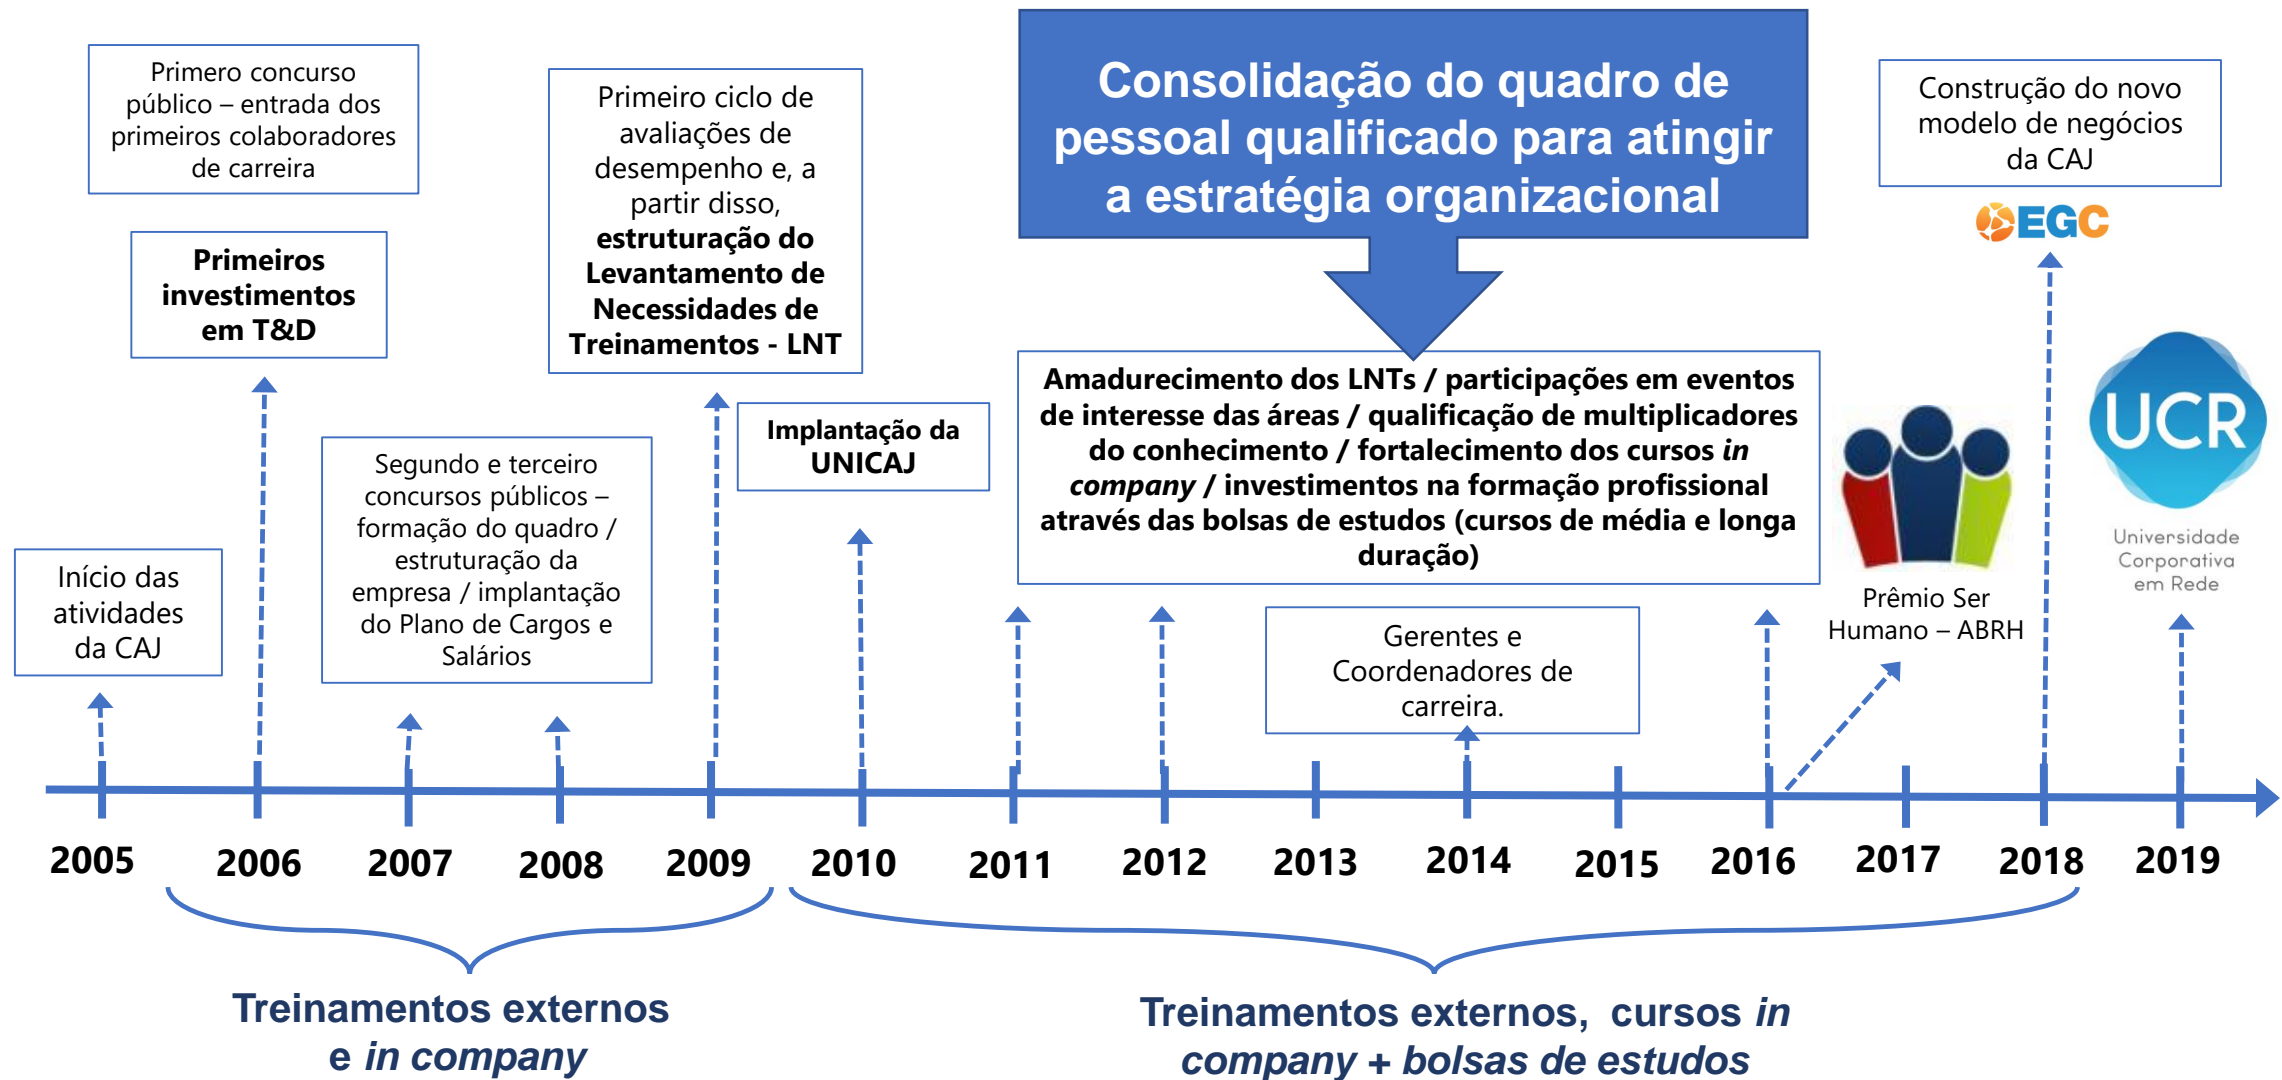 Primero concurso
público – entrada dos
primeiros colaboradores
de carreira
Primeiros
investimentos
em T&D
Primeiro ciclo de
avaliações de
desempenho e, a
partir disso,
estruturação do
Levantamento de
Necessidades de
Treinamentos - LNT
Consolidação do quadro de
pessoal qualificado para atingir
a estratégia organizacional
Construção do novo
modelo de negócios
da CAJ
EGC
Início das
atividades
da CAJ
Segundo e terceiro
concursos públicos –
formação do quadro /
estruturação da
empresa / implantação
do Plano de Cargos e
Salários
Implantação da
UNICAJ
Amadurecimento dos LNTs / participações em eventos
de interesse das áreas / qualificação de multiplicadores
do conhecimento / fortalecimento dos cursos in
company / investimentos na formação profissional
através das bolsas de estudos (cursos de média e longa
duração)
Gerentes e
Coordenadores de
carreira.
Prêmio Ser
Humano – ABRH
UCR
Universidade
Corporativa
em Rede
2005 2006 2007 2008 2009 2010 2011 2012 2013 2014 2015 2016 2017 2018 2019
Treinamentos externos
e in company
Treinamentos externos, cursos in
company + bolsas de estudos